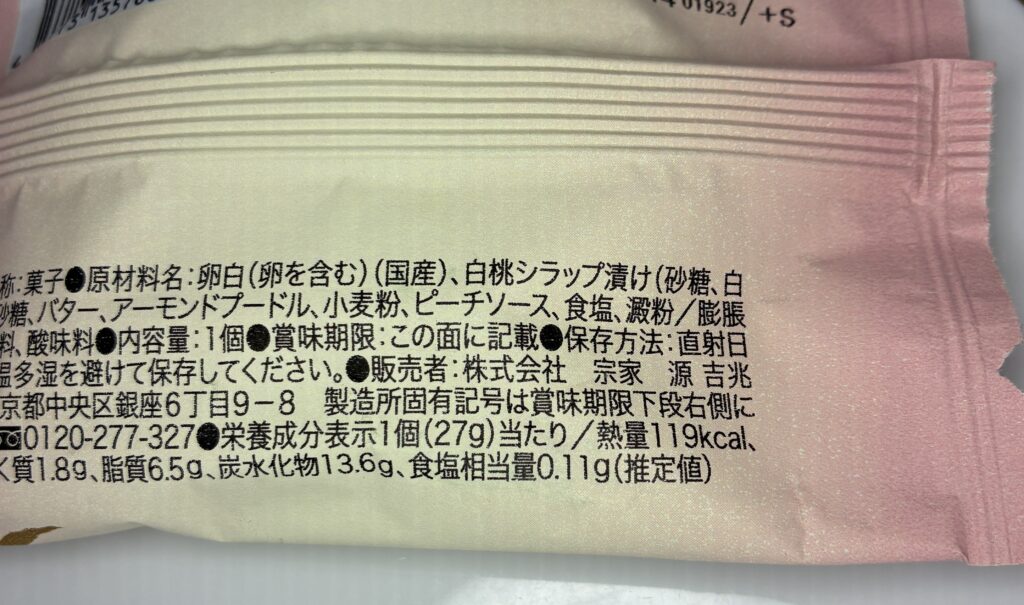 01923/+S
称:菓子●原材料名:卵白(卵を含む)(国産)、白桃シラップ漬け(砂糖、白
砂糖、バター、アーモンドプードル、小麦粉、ピーチソース、食塩、澱粉/膨脹
料、酸味料●内容量:1個●賞味期限:この面に記載●保存方法:直射日
温多湿を避けて保存してください。●販売者:株式会社 宗家 源 吉兆
京都中央区銀座6丁目9-8 製造所固有記号は賞味期限下段右側に
0120-277-327●栄養成分表示1個(27g)当たり/熱量119kcal、
質1.8g、脂質6.5g、炭水化物13.6g、食塩相当量0.11g(推定値)